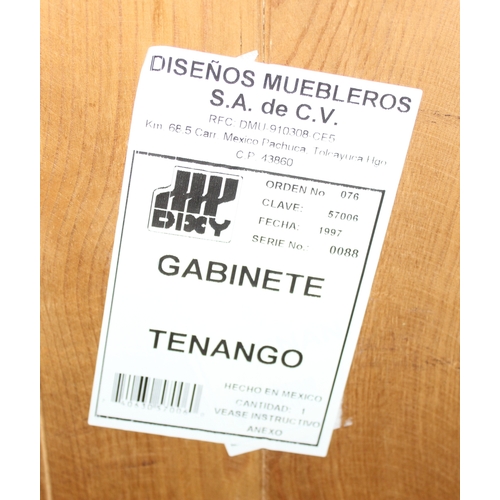 DISEÑOS MUEBLEROS
S.A. de C.V.
RFC. DMU-910308-CE5
Km. 68.5 Carr. Mexico Pachuca, Tolcayuca Hgo.
C.P. 43860
DIXY
ORDEN No. 076
CLAVE: 57006
FECHA: 1997
SERIE No.: 0088
GABINETE
TENANGO
HECHO EN MEXICO
CANTIDAD: 1
VEASE INSTRUCTIVO
ANEXO